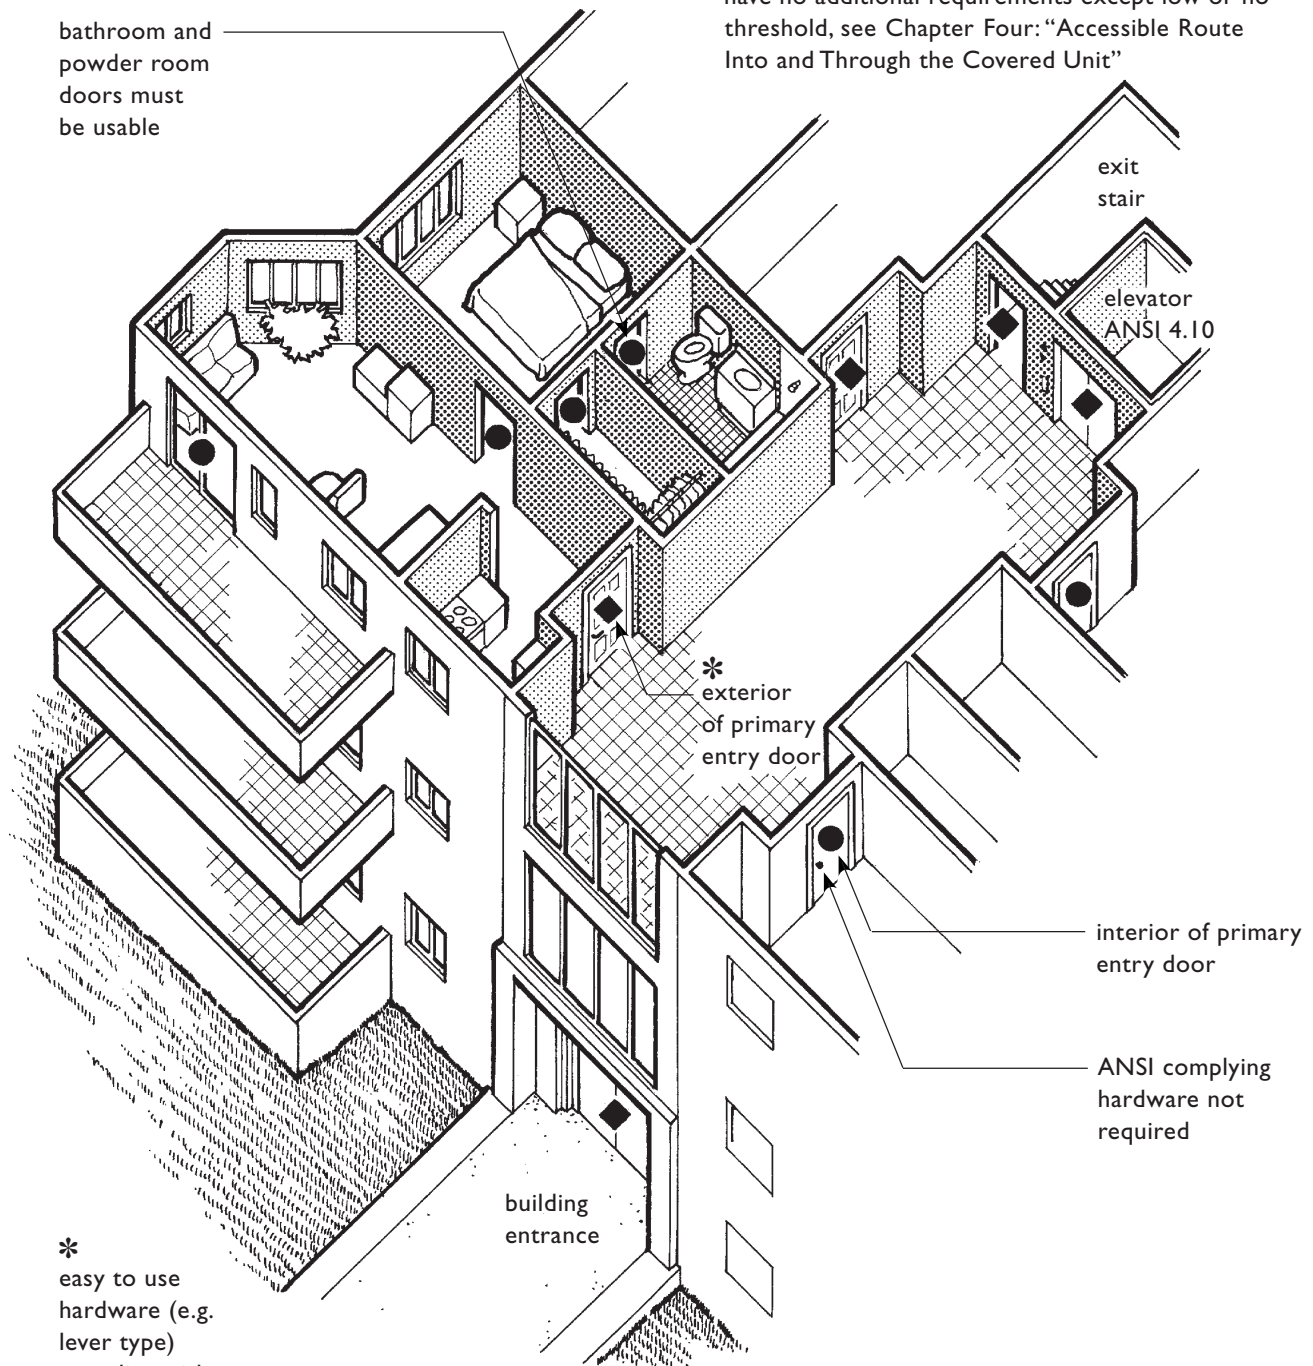 bathroom and
powder room
doors must
be usable
have no additional requirements except low or no
threshold, see Chapter Four: “Accessible Route
Into and Through the Covered Unit”
exit
stair
elevator
ANSI 4.10
*
exterior
of primary
entry door
interior of primary
entry door
ANSI complying
hardware not
required
building
entrance
*
easy to use
hardware (e.g.
lever type)